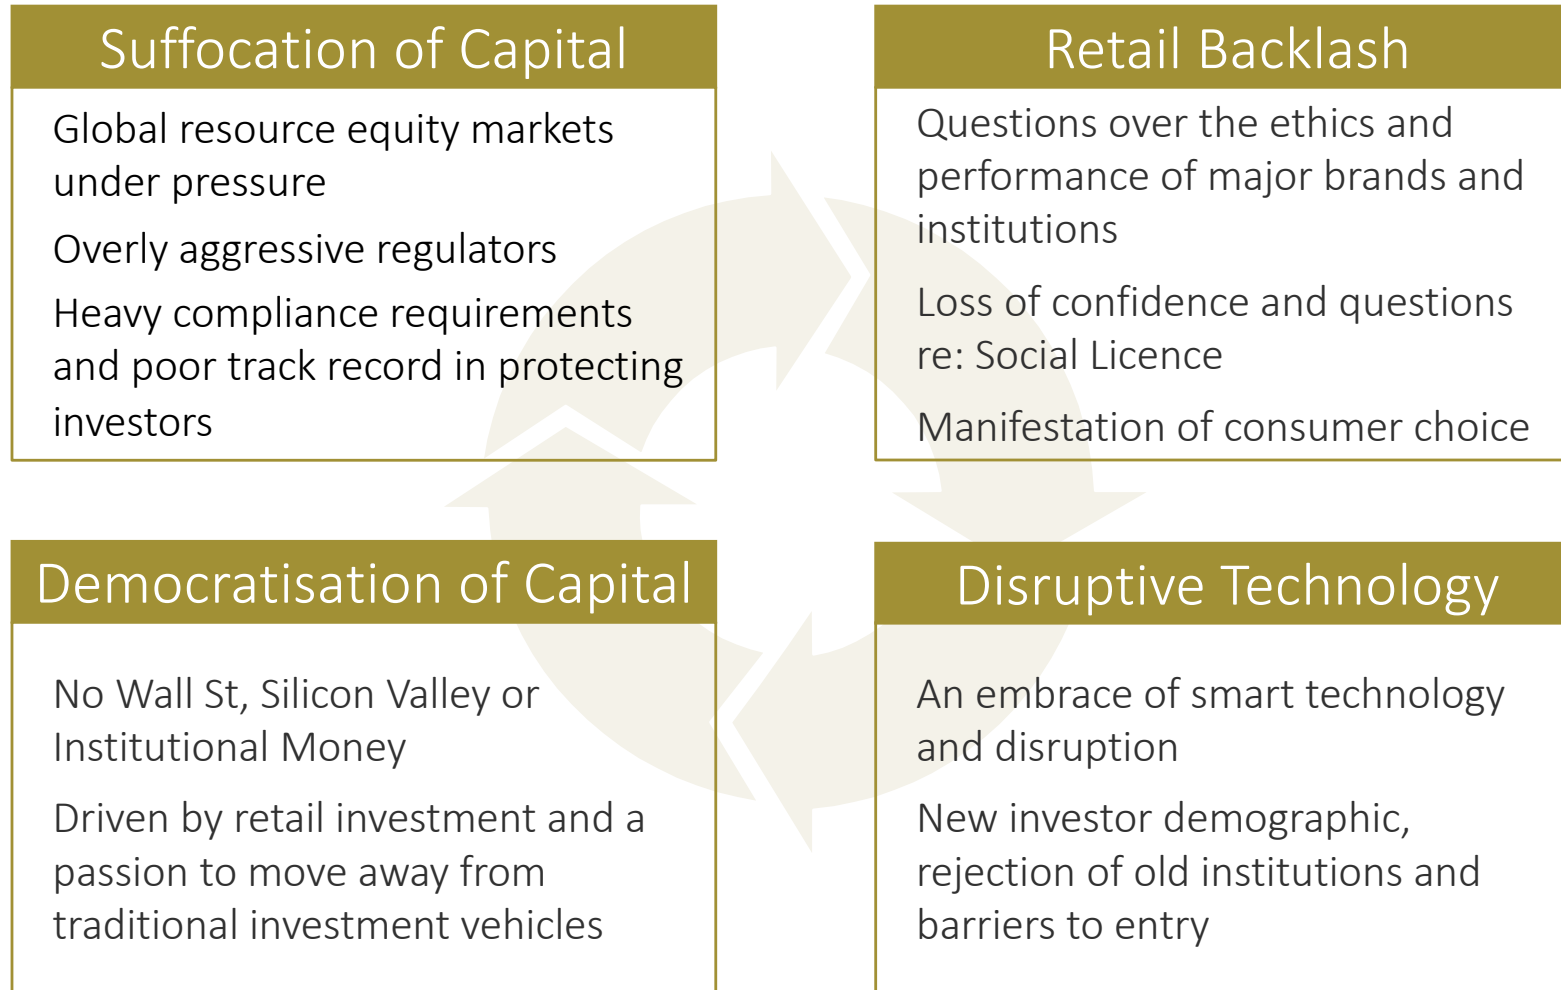 Suffocation of Capital
Global resource equity markets
under pressure
Overly aggressive regulators
Heavy compliance requirements
and poor track record in protecting
investors
Retail Backlash
Questions over the ethics and
performance of major brands and
institutions
Loss of confidence and questions
re: Social Licence
Manifestation of consumer choice
Democratisation of Capital
No Wall St, Silicon Valley or
Institutional Money
Driven by retail investment and a
passion to move away from
traditional investment vehicles
Disruptive Technology
An embrace of smart technology
and disruption
New investor demographic,
rejection of old institutions and
barriers to entry